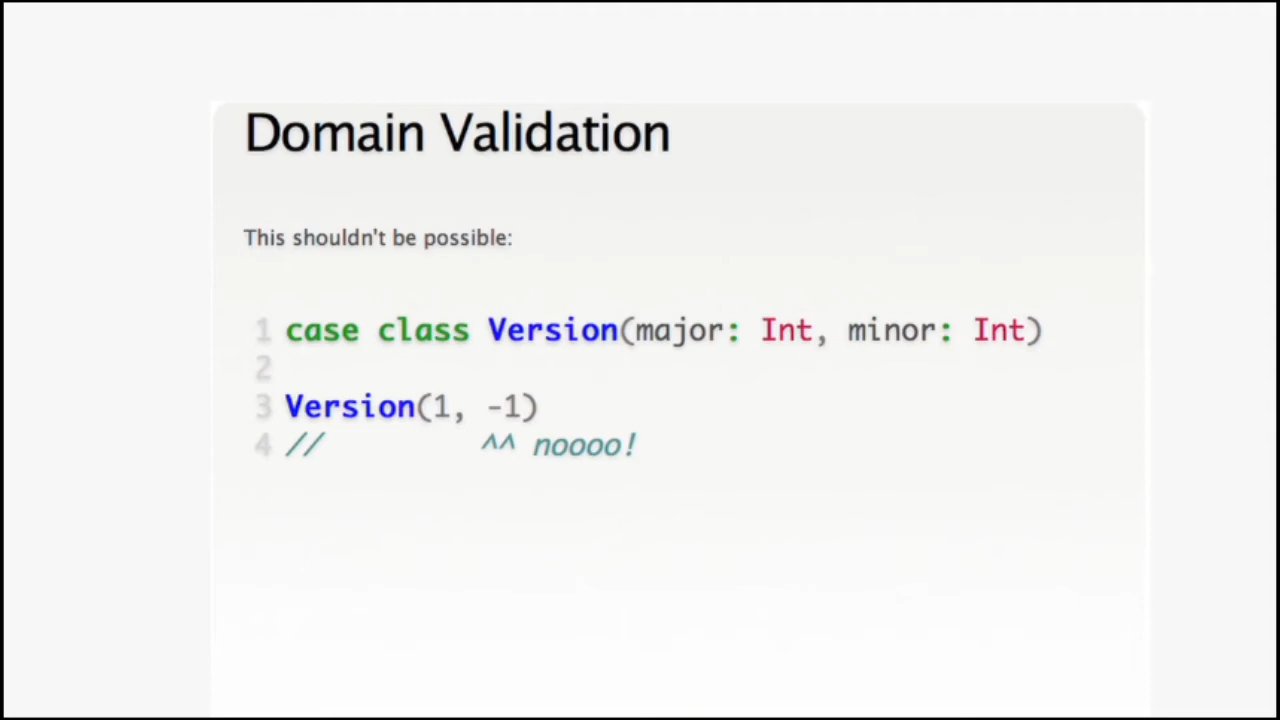 Domain Validation
This shouldn't be possible:
1 case class Version(major: Int, minor: Int)
2
3 Version(1, -1)
4 //         ^^ noooo!